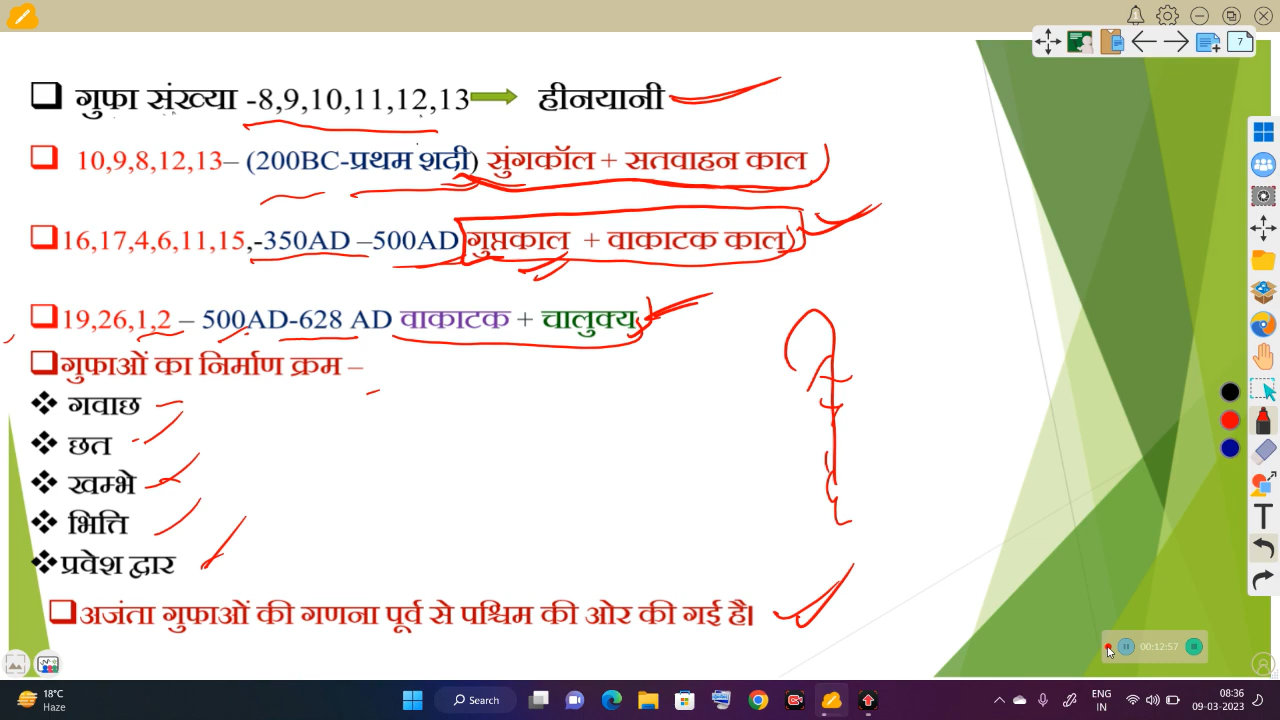 7
गुफा संख्या -8,9,10,11,12,13 हीनयानी
10,9,8,12,13– (200BC-प्रथम शदी) सुंगकॉल + सतवाहन काल
16,17,4,6,11,15,-350AD –500AD(गुप्तकाल + वाकाटक काल)
19,26,1,2 – 500AD-628 AD वाकाटक + चालुक्य
गुफाओं का निर्माण क्रम –
गवाछ
छत
खम्भे
भित्ति
प्रवेश द्वार
अजंता गुफाओं की गणना पूर्व से पश्चिम की ओर की गई है।
00:12:57
18°C
Haze
Search
ENG
IN
08:36
09-03-2023